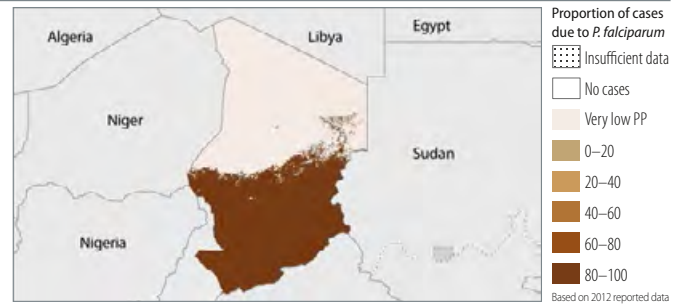 Algeria
Libya
Egypt
Niger
Sudan
Nigeria
Proportion of cases
due to P. falciparum
Insufficient data
No cases
Very low PP
0–20
20–40
40–60
60–80
80–100
Based on 2012 reported data